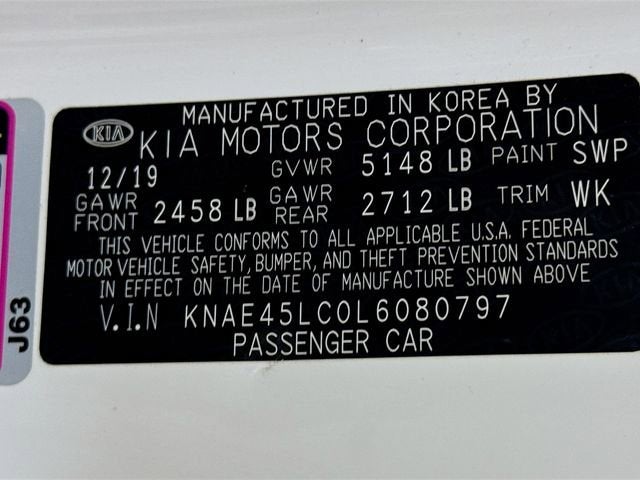 MANUFACTURED IN KOREA BY
KIA KIA MOTORS CORPORATION
12/19 GVWR 5148 LB PAINT SWP
GAWR FRONT 2458 LB GAWR REAR 2712 LB TRIM WK
THIS VEHICLE CONFORMS TO ALL APPLICABLE U.S.A. FEDERAL
MOTOR VEHICLE SAFETY, BUMPER, AND THEFT PREVENTION STANDARDS
IN EFFECT ON THE DATE OF MANUFACTURE SHOWN ABOVE
V.I.N KNAE45LC0L6080797
PASSENGER CAR
J63